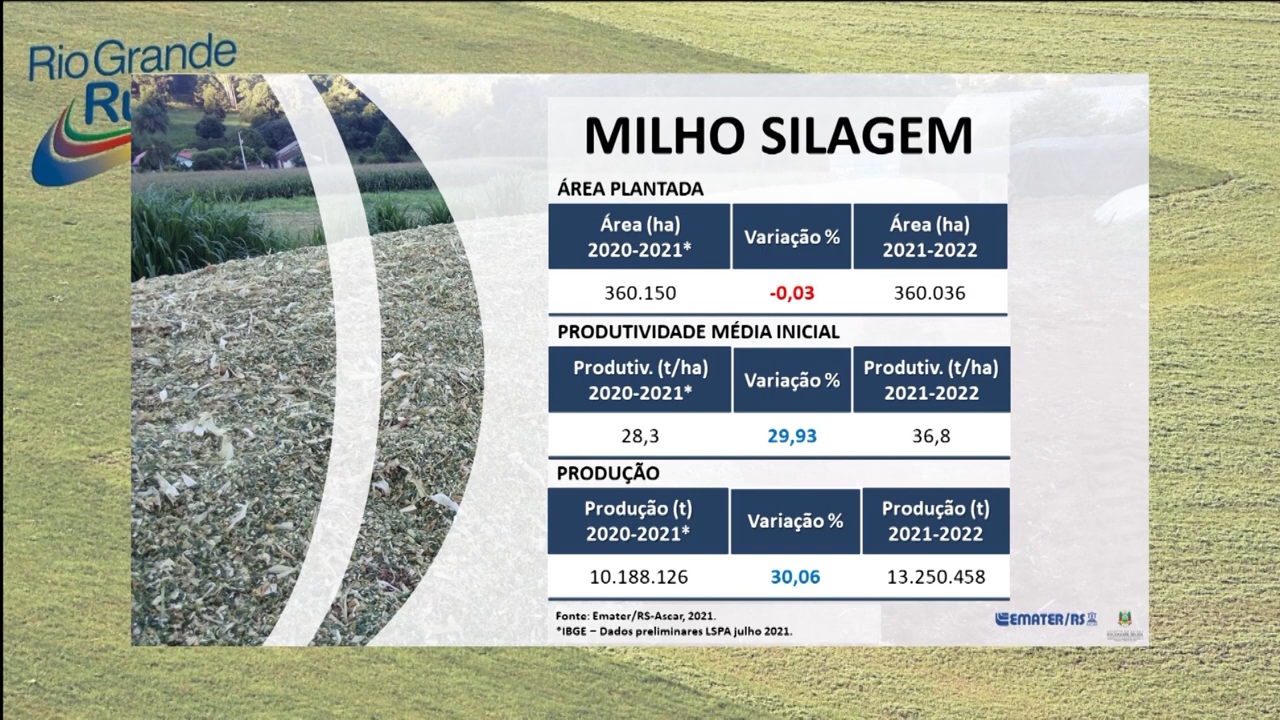 Rio Grande
Ru
MILHO SILAGEM
ÁREA PLANTADA
Área (ha)
2020-2021*
Variação %
Área (ha)
2021-2022
360.150
-0,03
360.036
PRODUTIVIDADE MÉDIA INICIAL
Produtiv. (t/ha)
2020-2021*
Variação %
Produtiv. (t/ha)
2021-2022
28,3
29,93
36,8
PRODUÇÃO
Produção (t)
2020-2021*
Variação %
Produção (t)
2021-2022
10.188.126
30,06
13.250.458
Fonte: Emater/RS-Ascar, 2021.
*IBGE – Dados preliminares LSPA julho 2021.
EMATER/RS